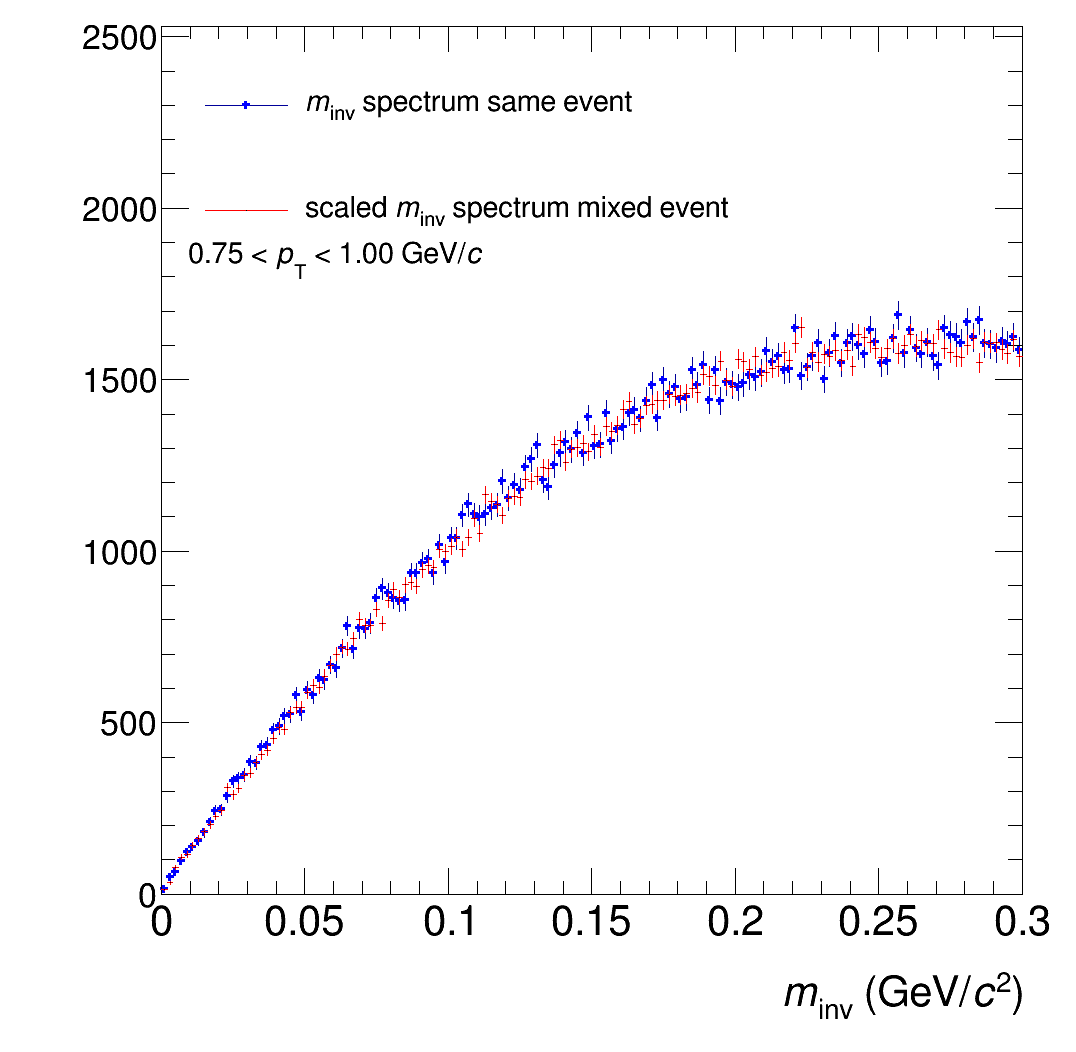 2500
m_inv spectrum same event
2000
scaled m_inv spectrum mixed event
0.75 < p_T < 1.00 GeV/c
1500
1000
500
0
0 0.05 0.1 0.15 0.2 0.25 0.3
m_inv (GeV/c²)